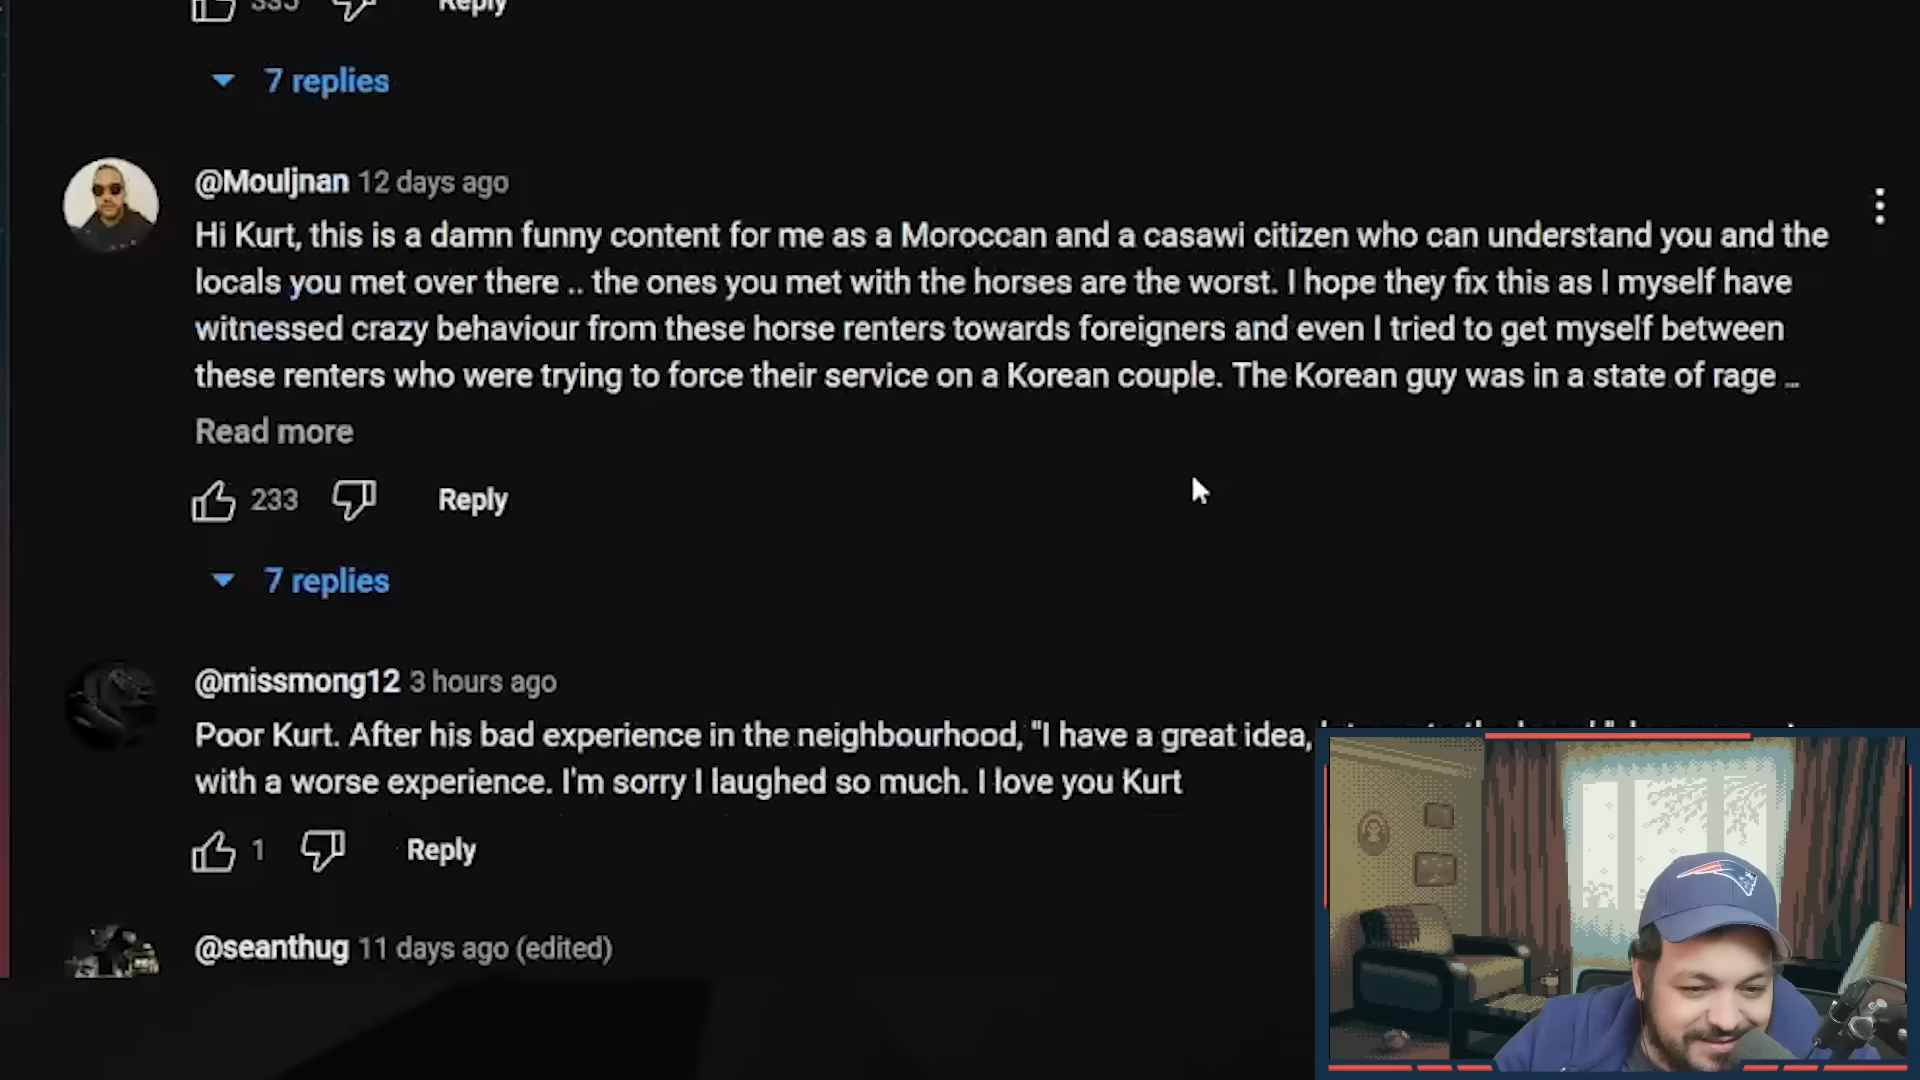 335 Reply
7 replies
@Mouljnan 12 days ago
Hi Kurt, this is a damn funny content for me as a Moroccan and a casawi citizen who can understand you and the
locals you met over there .. the ones you met with the horses are the worst. I hope they fix this as I myself have
witnessed crazy behaviour from these horse renters towards foreigners and even I tried to get myself between
these renters who were trying to force their service on a Korean couple. The Korean guy was in a state of rage ...
Read more
233 Reply
7 replies
@missmong12 3 hours ago
Poor Kurt. After his bad experience in the neighbourhood, "I have a great idea,
with a worse experience. I'm sorry I laughed so much. I love you Kurt
1 Reply
@seanthug 11 days ago (edited)